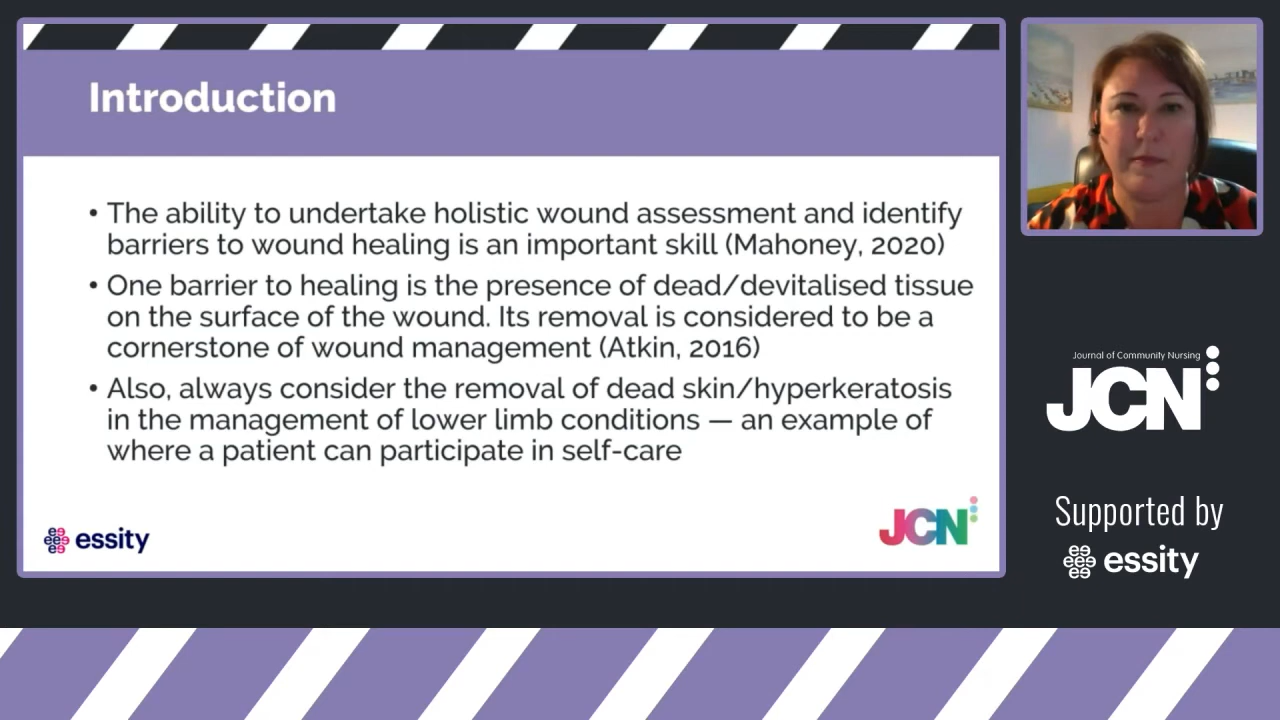 Introduction
• The ability to undertake holistic wound assessment and identify
barriers to wound healing is an important skill (Mahoney, 2020)
• One barrier to healing is the presence of dead/devitalised tissue
on the surface of the wound. Its removal is considered to be a
cornerstone of wound management (Atkin, 2016)
• Also, always consider the removal of dead skin/hyperkeratosis
in the management of lower limb conditions — an example of
where a patient can participate in self-care
essity
JCN
Journal of Community Nursing
JCN
Supported by
essity